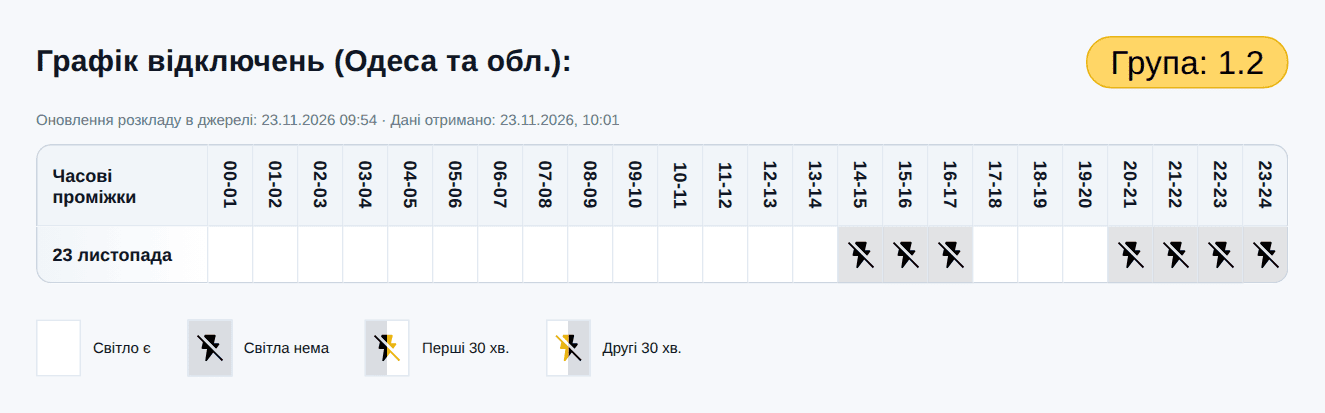 Графік відключень (Одеса та обл.):
Група: 1.2
Оновлення розкладу в джерелі: 23.11.2026 09:54 · Дані отримано: 23.11.2026, 10:01
Часові
проміжки
00-01 01-02 02-03 03-04 04-05 05-06 06-07 07-08 08-09 09-10 10-11 11-12 12-13 13-14 14-15 15-16 16-17 17-18 18-19 19-20 20-21 21-22 22-23 23-24
23 листопада
Світло є
Світла нема
Перші 30 хв.
Другі 30 хв.